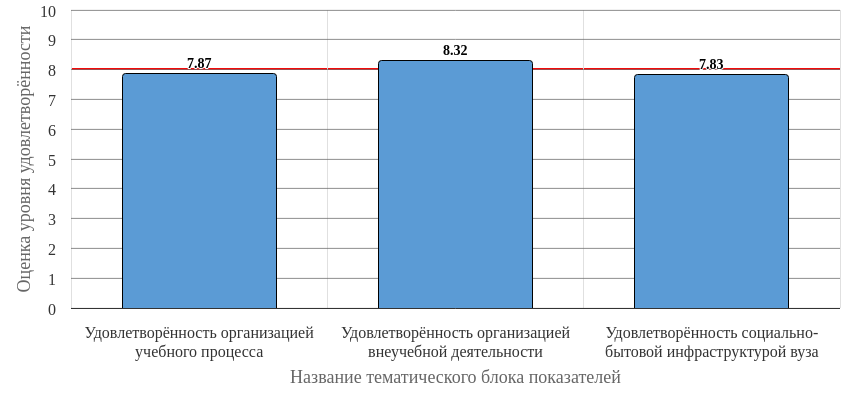 Оценка уровня удовлетворённости
10
9
8
7
6
5
4
3
2
1
0
7.87
8.32
7.83
Удовлетворённость организацией
учебного процесса
Удовлетворённость организацией
внеучебной деятельности
Удовлетворённость социально-
бытовой инфраструктурой вуза
Название тематического блока показателей